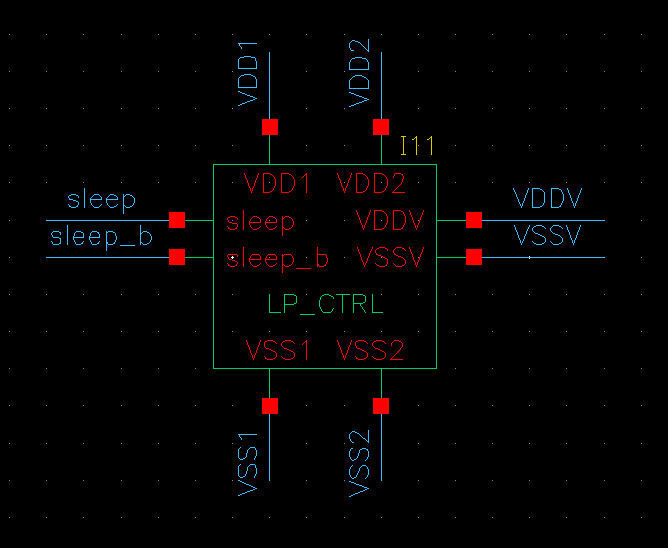 VDD1 VDD2
I11
VDD1 VDD2
sleep sleep VDDV VDDV
sleep_b sleep_b VSSV VSSV
LP_CTRL
VSS1 VSS2
VSS1 VSS2